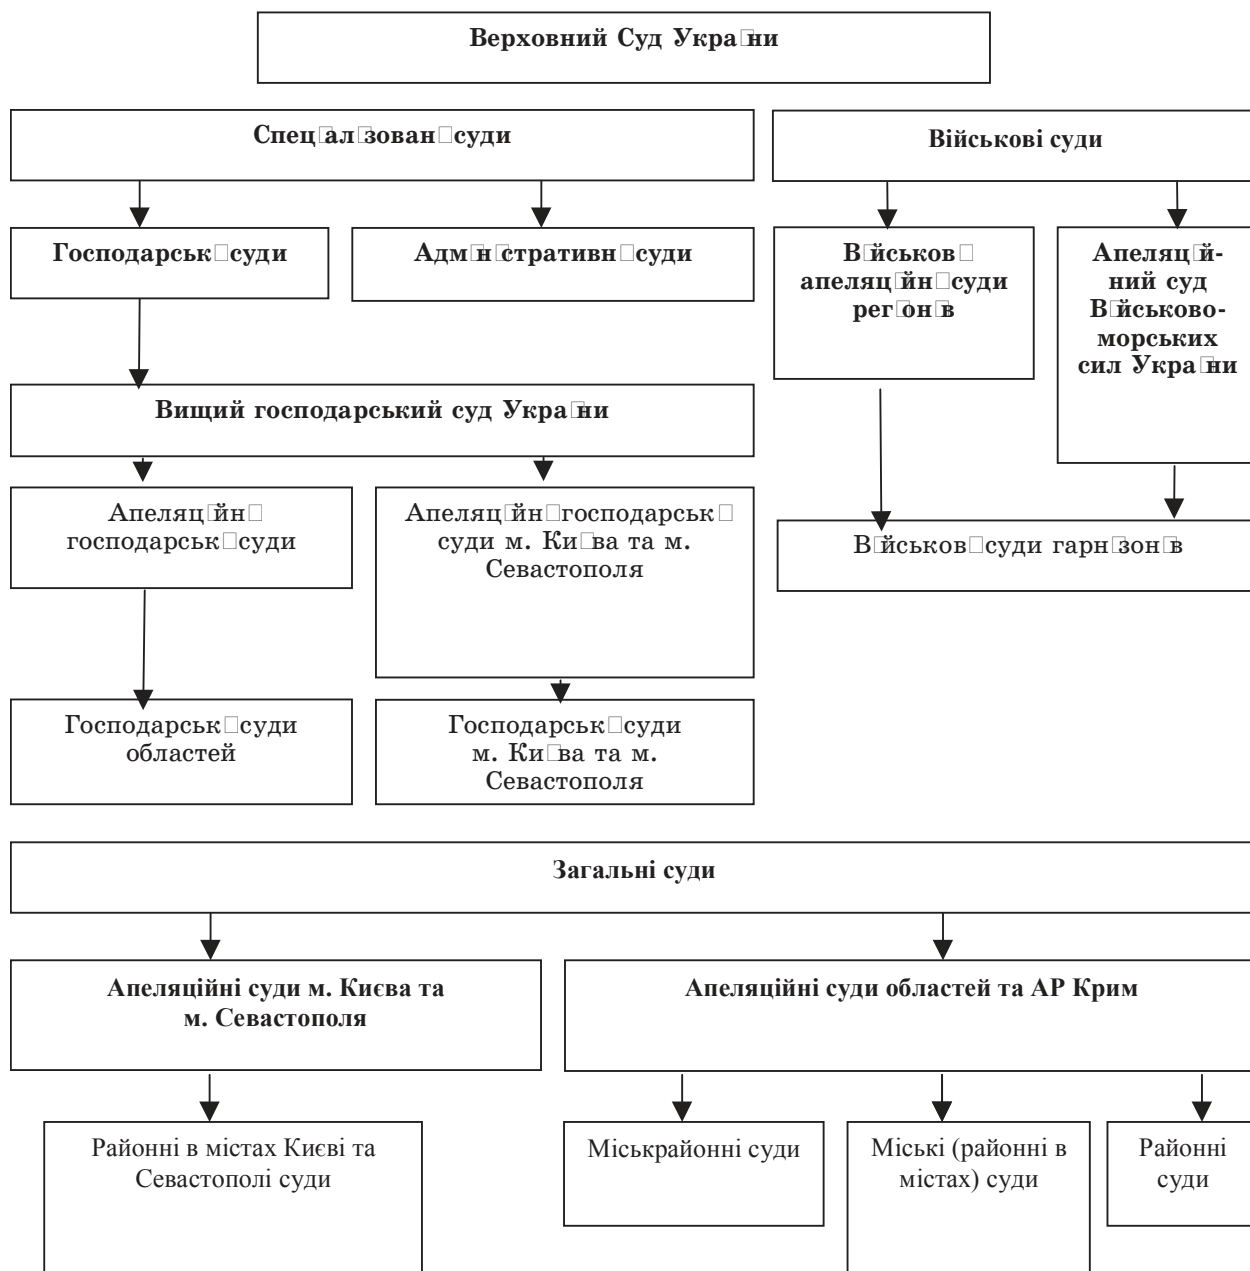 Верховний Суд Укра□ни
Спец□ал□зован□ суди
Військові суди
Господарськ□ суди
Адм□н□стративн□ суди
В□йськов□
апеляц□йн□ суди
рег□он□в
Апеляц□й-
ний суд
В□йськово-
морських
сил Укра□ни
Вищий господарський суд Укра□ни
Апеляц□йн□
господарськ□ суди
Апеляц□йн□ господарськ□
суди м. Ки□ва та м.
Севастополя
В□йськов□ суди гарн□зон□в
Господарськ□ суди
областей
Господарськ□ суди
м. Ки□ва та м.
Севастополя
Загальні суди
Апеляційні суди м. Києва та
м. Севастополя
Апеляційні суди областей та АР Крим
Районні в містах Києві та
Севастополі суди
Міськрайонні суди
Міські (районні в
містах) суди
Районні
суди